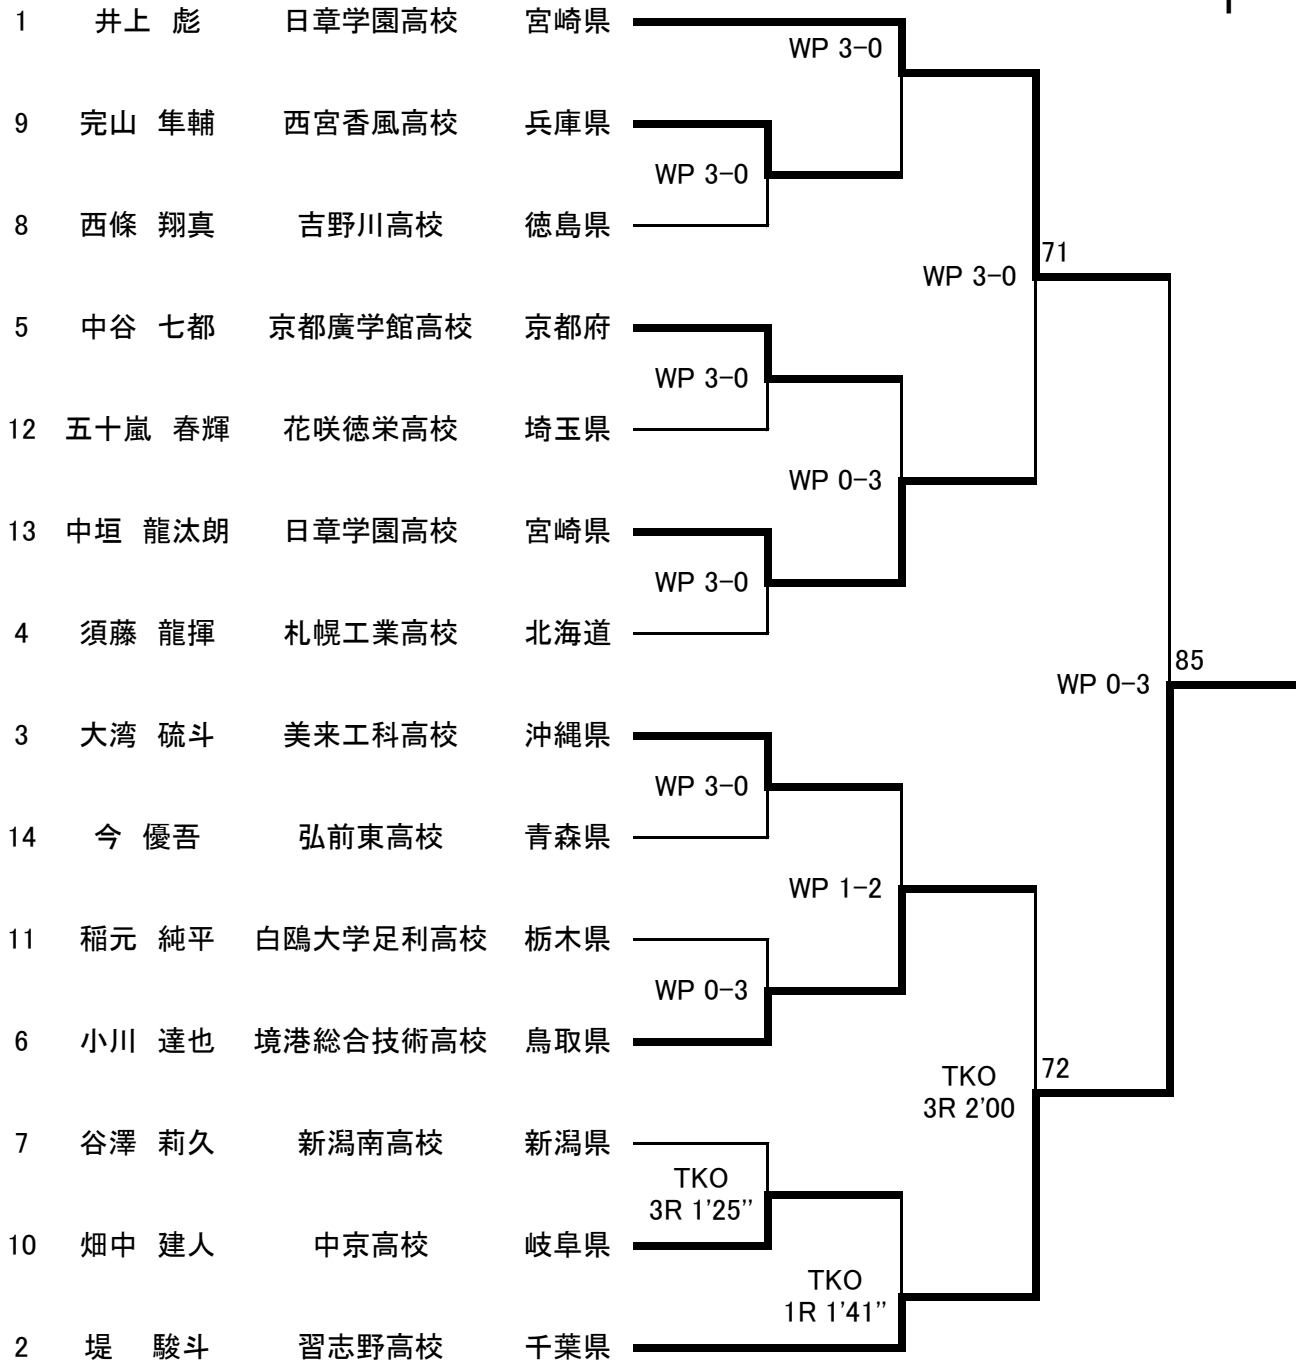 1 井上 彪 日章学園高校 宮崎県
WP 3-0
9 完山 隼輔 西宮香風高校 兵庫県
WP 3-0
8 西條 翔真 吉野川高校 徳島県
71
WP 3-0
5 中谷 七都 京都廣学館高校 京都府
WP 3-0
12 五十嵐 春輝 花咲徳栄高校 埼玉県
WP 0-3
13 中垣 龍汰朗 日章学園高校 宮崎県
WP 3-0
4 須藤 龍揮 札幌工業高校 北海道
85
WP 0-3
3 大湾 硫斗 美来工科高校 沖縄県
WP 3-0
14 今 優吾 弘前東高校 青森県
WP 1-2
11 稲元 純平 白鴎大学足利高校 栃木県
WP 0-3
6 小川 達也 境港総合技術高校 鳥取県
72
TKO
3R 2'00
7 谷澤 莉久 新潟南高校 新潟県
TKO
3R 1'25’’
10 畑中 建人 中京高校 岐阜県
TKO
1R 1'41’’
2 堤 駿斗 習志野高校 千葉県